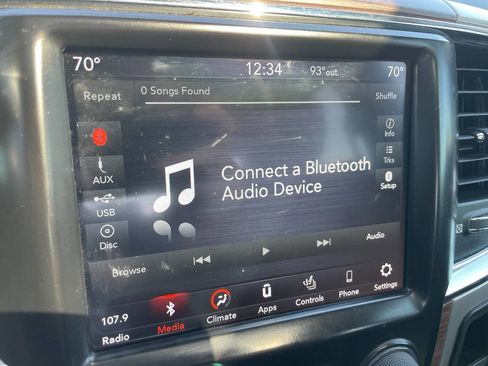 70° 12:34 93°out. 70°
Repeat 0 Songs Found Shuffle
Info
AUX
Trks
Connect a Bluetooth
Audio Device
Setup
USB
Disc
Audio
Browse
107.9
Radio Media Climate Apps Controls Phone Settings